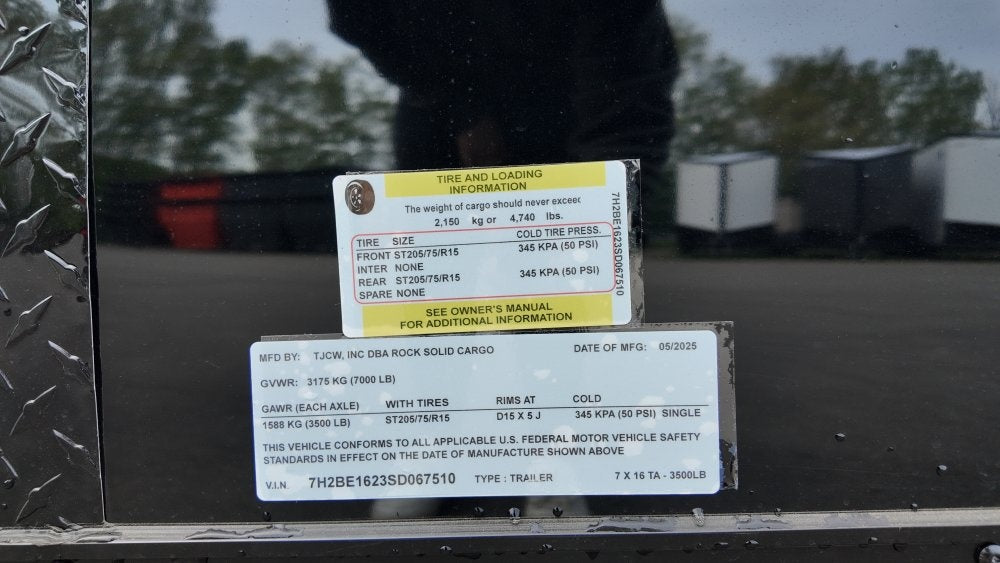 TIRE AND LOADING
INFORMATION
The weight of cargo should never exceed
2,150 kg or 4,740 lbs.
TIRE SIZE COLD TIRE PRESS.
FRONT ST205/75/R15 345 KPA (50 PSI)
INTER NONE
REAR ST205/75/R15 345 KPA (50 PSI)
SPARE NONE
SEE OWNER'S MANUAL
FOR ADDITIONAL INFORMATION
7H2BE1623SD067510
MFD BY: TJCW, INC DBA ROCK SOLID CARGO DATE OF MFG: 05/2025
GVWR: 3175 KG (7000 LB)
GAWR (EACH AXLE) WITH TIRES RIMS AT COLD
1588 KG (3500 LB) ST205/75/R15 D15 X 5 J 345 KPA (50 PSI) SINGLE
THIS VEHICLE CONFORMS TO ALL APPLICABLE U.S. FEDERAL MOTOR VEHICLE SAFETY
STANDARDS IN EFFECT ON THE DATE OF MANUFACTURE SHOWN ABOVE
V.I.N. 7H2BE1623SD067510 TYPE : TRAILER 7 X 16 TA - 3500LB